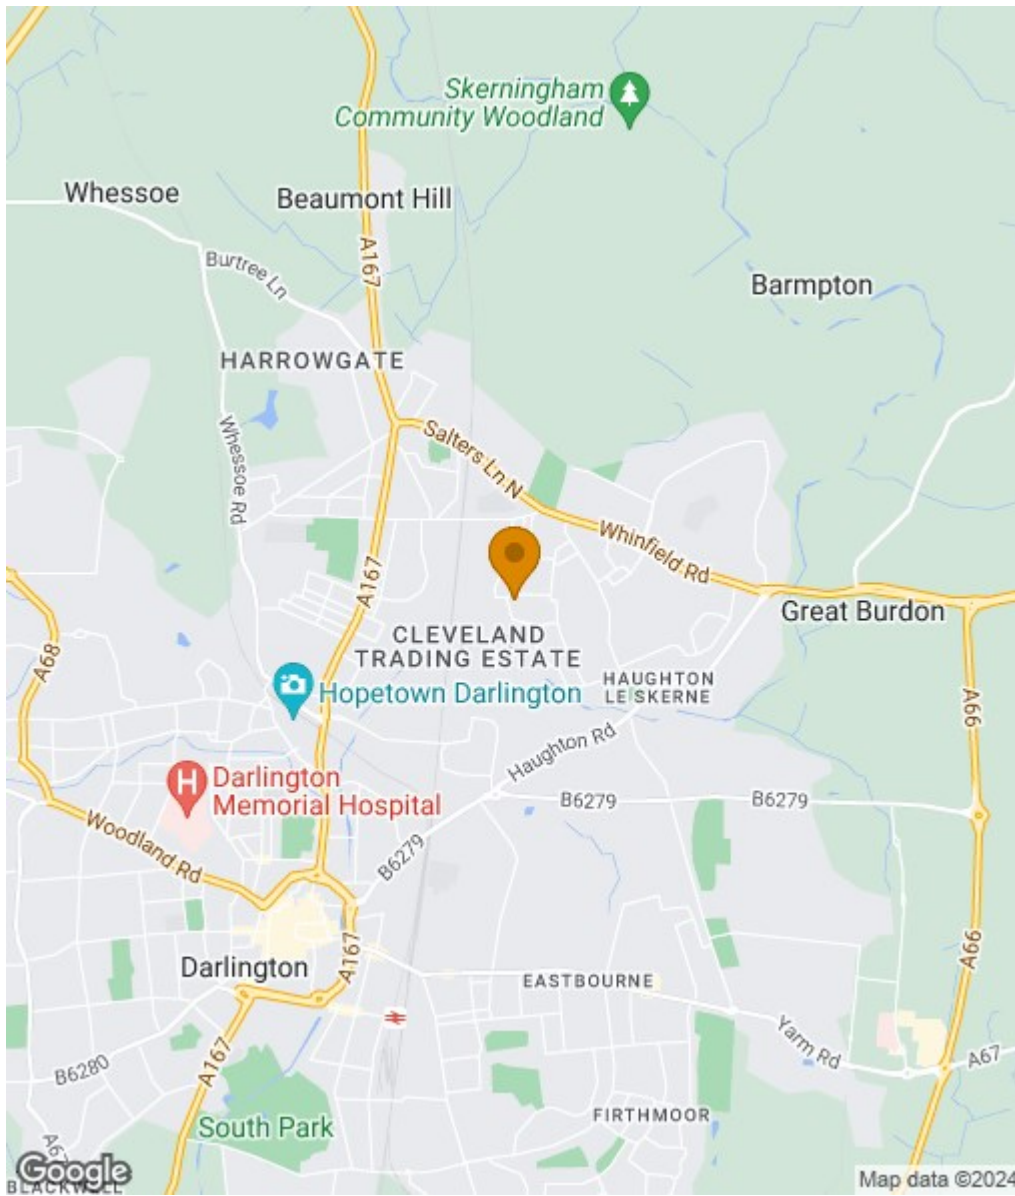 Skerningham
Community Woodland
Whessoe
Beaumont Hill
A167
Burtree Ln
Barmpton
HARROWGATE
Whessoe Rd
Salters Ln N
Whinfield Rd
A167
Great Burdon
CLEVELAND
TRADING ESTATE
A68
HAUGHTON
LE SKERNE
Hopetown Darlington
A66
Haughton Rd
H
Darlington
Memorial Hospital
B6279
B6279
Woodland Rd
B6279
A167
A66
Darlington
EASTBOURNE
Yarm Rd
A67
A167
B6280
FIRTHMOOR
South Park
Google
Map data ©2024